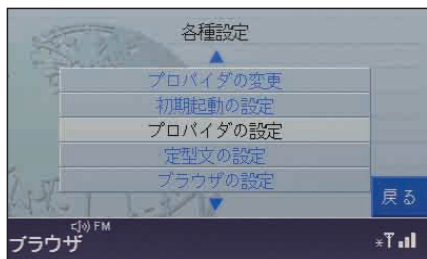 各種設定
プロバイダの変更
初期起動の設定
プロバイダの設定
定型文の設定
ブラウザの設定
戻る
FM
ブラウザ